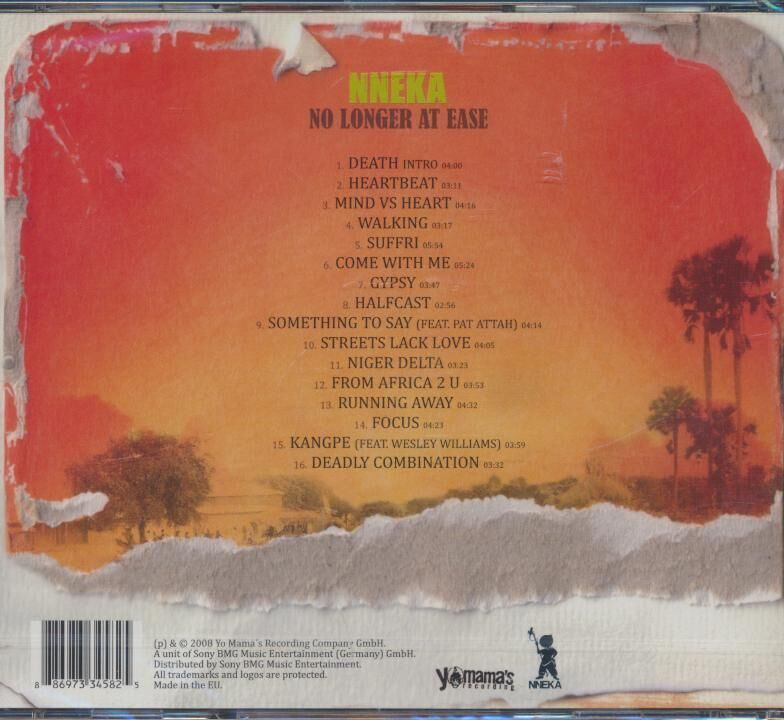 NNEKA
NO LONGER AT EASE
1. DEATH INTRO 04:00
2. HEARTBEAT 03:11
3. MIND VS HEART 04:16
4. WALKING 03:17
5. SUFFRI 05:54
6. COME WITH ME 05:24
7. GYPSY 03:47
8. HALFCAST 02:56
9. SOMETHING TO SAY (FEAT. PAT ATTAH) 04:14
10. STREETS LACK LOVE 04:05
11. NIGER DELTA 03:23
12. FROM AFRICA 2 U 03:53
13. RUNNING AWAY 04:32
14. FOCUS 04:23
15. KANGPE (FEAT. WESLEY WILLIAMS) 03:59
16. DEADLY COMBINATION 03:32
(p) & © 2008 Yo Mama´s Recording Company GmbH.
A unit of Sony BMG Music Entertainment (Germany) GmbH.
Distributed by Sony BMG Music Entertainment.
All trademarks and logos are protected.
Made in the EU.
8 86973 34582 5
yomama's
recording
NNEKA